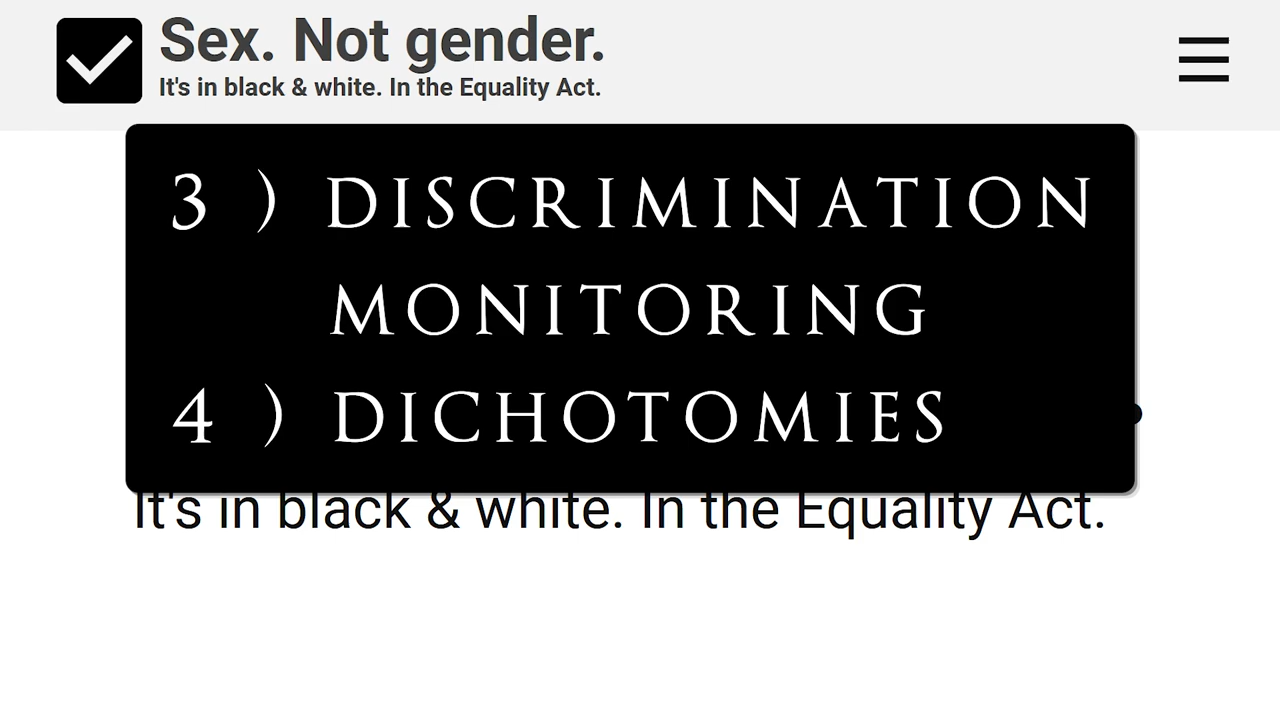 Sex. Not gender.
It's in black & white. In the Equality Act.
3 ) DISCRIMINATION
MONITORING
4 ) DICHOTOMIES
It's in black & white. In the Equality Act.